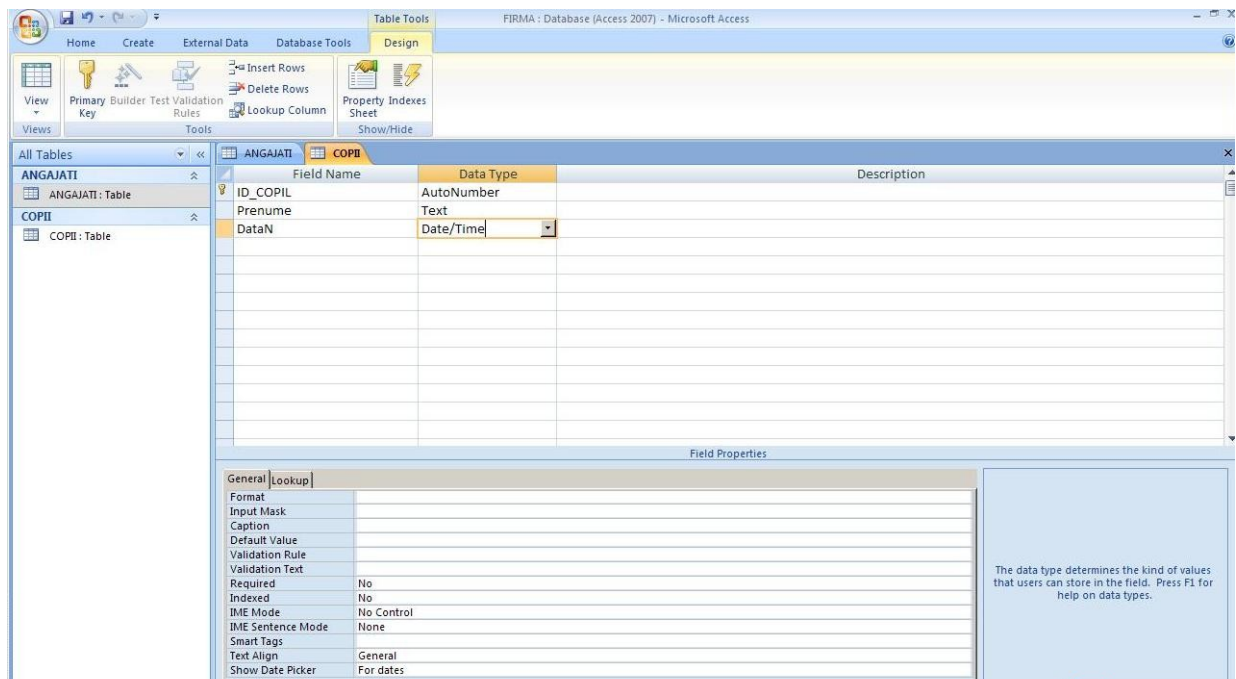 Table Tools
FIRMA : Database (Access 2007) - Microsoft Access
Home Create External Data Database Tools Design
View
Primary Key
Builder
Test Validation Rules
Insert Rows
Delete Rows
Lookup Column
Property Sheet
Indexes
Views
Tools
Show/Hide
All Tables
ANGAJATI
ANGAJATI : Table
COPII
COPII : Table
ANGAJATI COPII
Field Name Data Type Description
ID_COPIL AutoNumber
Prenume Text
DataN Date/Time
Field Properties
General Lookup
Format
Input Mask
Caption
Default Value
Validation Rule
Validation Text
Required No
Indexed No
IME Mode No Control
IME Sentence Mode None
Smart Tags
Text Align General
Show Date Picker For dates
The data type determines the kind of values
that users can store in the field. Press F1 for
help on data types.